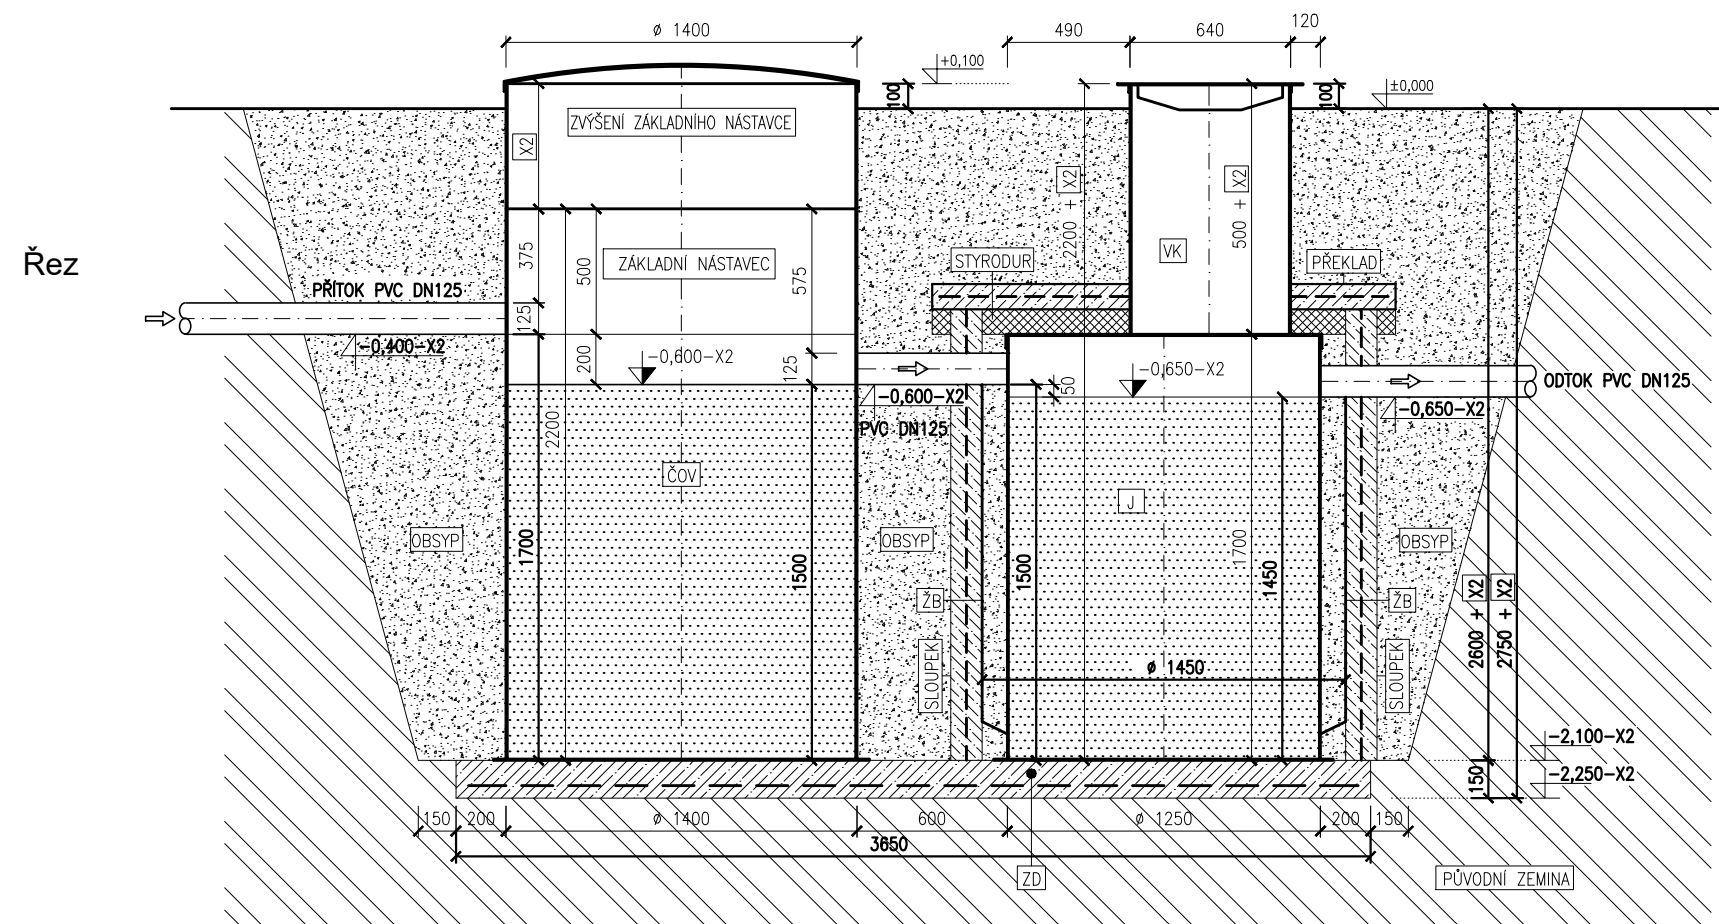 ø 1400
490
640
120
+0,100
±0,000
100
100
ZVÝŠENÍ ZÁKLADNÍHO NÁSTAVCE
X2
2200 + X2
500 + X2
VK
Řez
375
500
ZÁKLADNÍ NÁSTAVEC
575
STYRODUR
PŘEKLAD
PŘÍTOK PVC DN125
125
-0,400-X2
200
-0,600-X2
125
-0,650-X2
50
-0,600-X2
PVC DN125
ODTOK PVC DN125
-0,650-X2
2200
ČOV
J
OBSYP
OBSYP
OBSYP
1700
1500
1500
1700
1450
ŽB
ŽB
SLOUPEK
SLOUPEK
ø 1450
2600 + X2
2750 + X2
-2,100-X2
150
-2,250-X2
150
200
ø 1400
600
ø 1250
200
150
3650
ZD
PŮVODNÍ ZEMINA